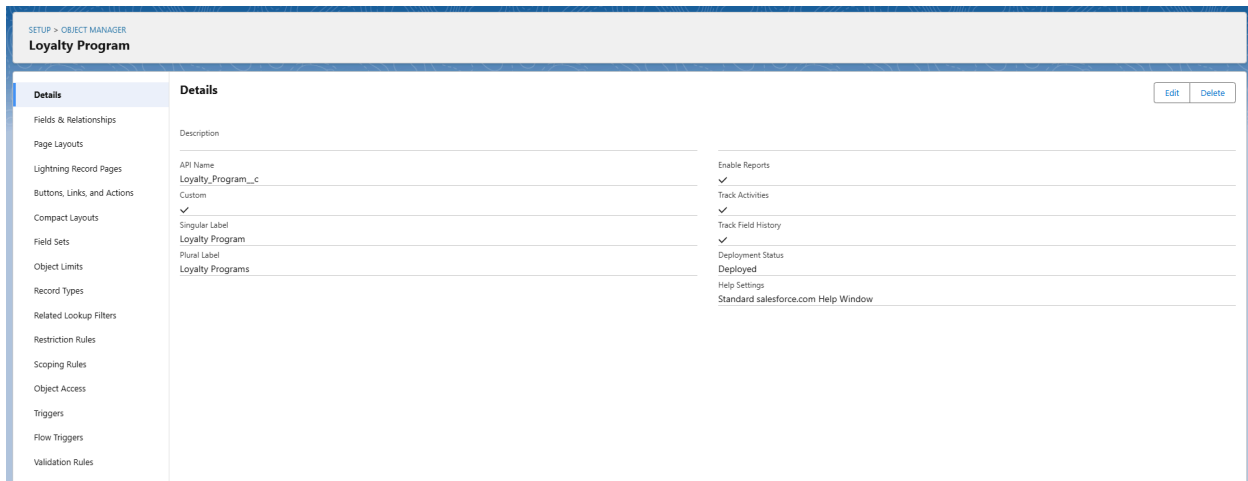 SETUP > OBJECT MANAGER
Loyalty Program
Details
Fields & Relationships
Page Layouts
Lightning Record Pages
Buttons, Links, and Actions
Compact Layouts
Field Sets
Object Limits
Record Types
Related Lookup Filters
Restriction Rules
Scoping Rules
Object Access
Triggers
Flow Triggers
Validation Rules
Details
Edit
Delete
Description
API Name
Loyalty_Program__c
Custom
Singular Label
Loyalty Program
Plural Label
Loyalty Programs
Enable Reports
Track Activities
Track Field History
Deployment Status
Deployed
Help Settings
Standard salesforce.com Help Window